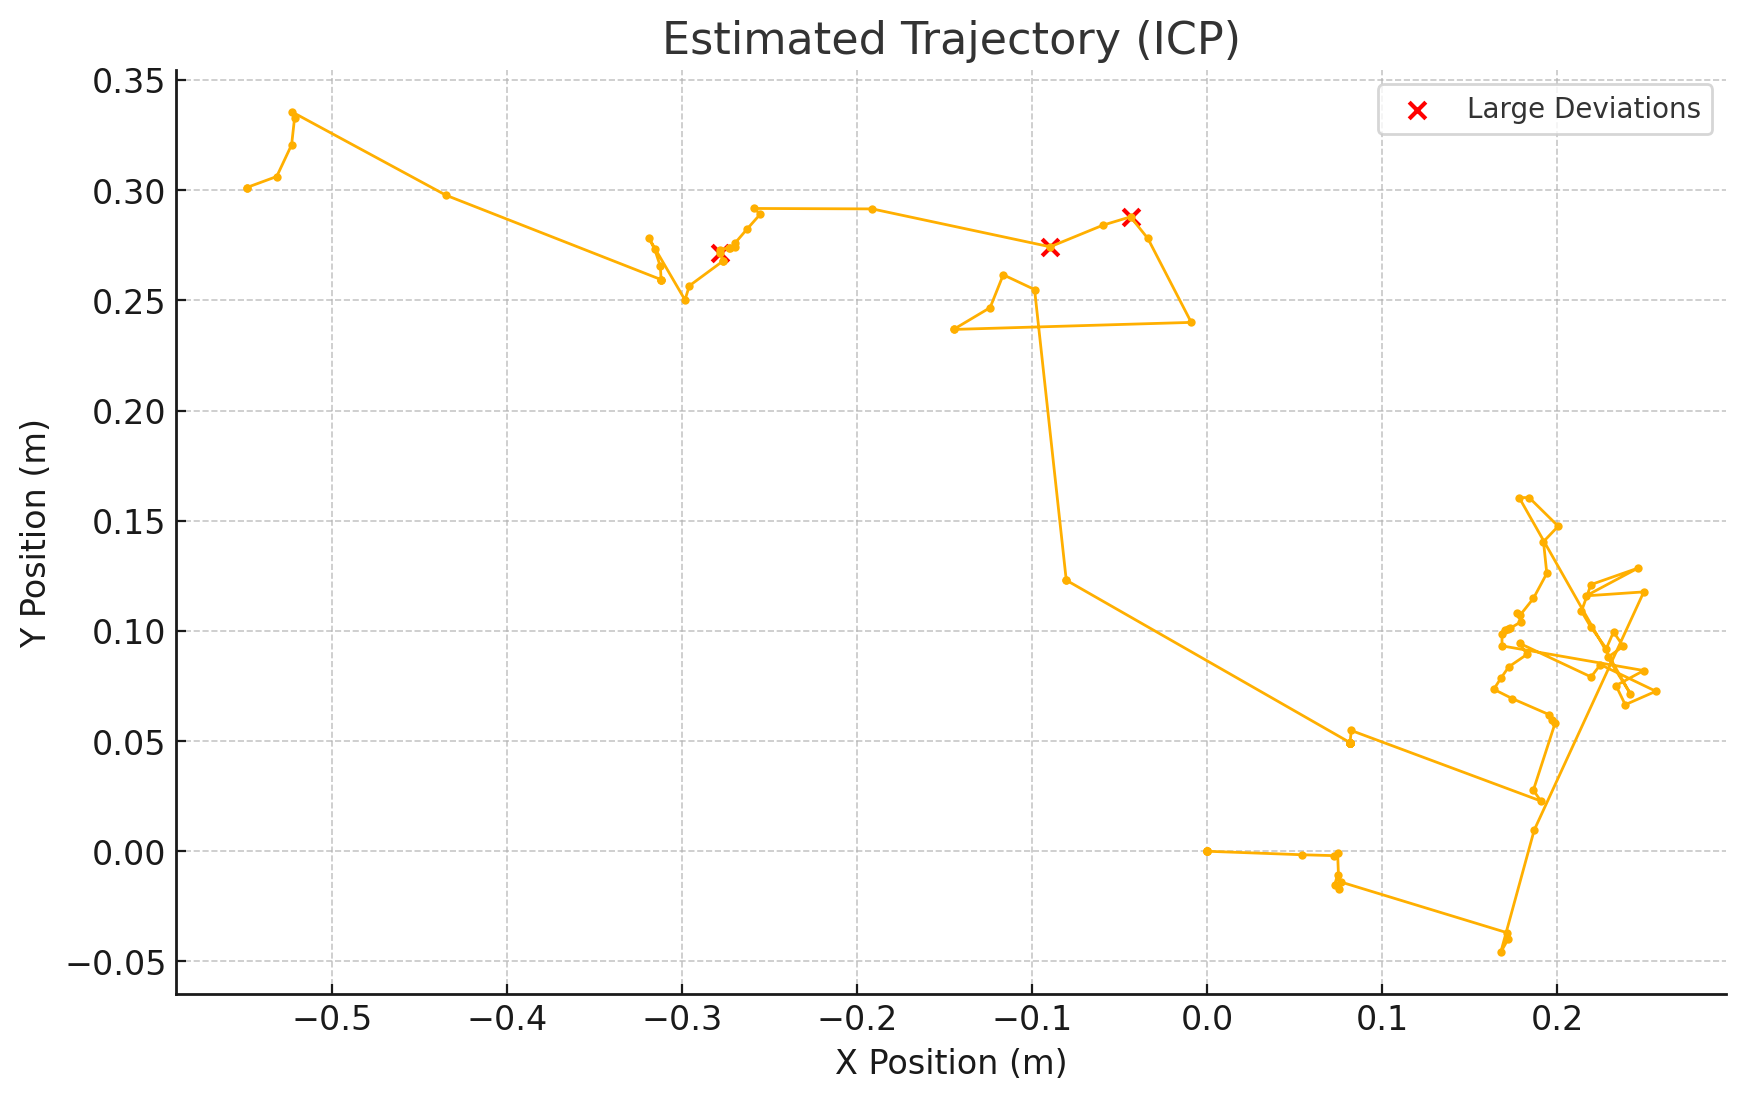 Estimated Trajectory (ICP)
Large Deviations
Y Position (m)
0.35
0.30
0.25
0.20
0.15
0.10
0.05
0.00
−0.05
−0.5 −0.4 −0.3 −0.2 −0.1 0.0 0.1 0.2
X Position (m)